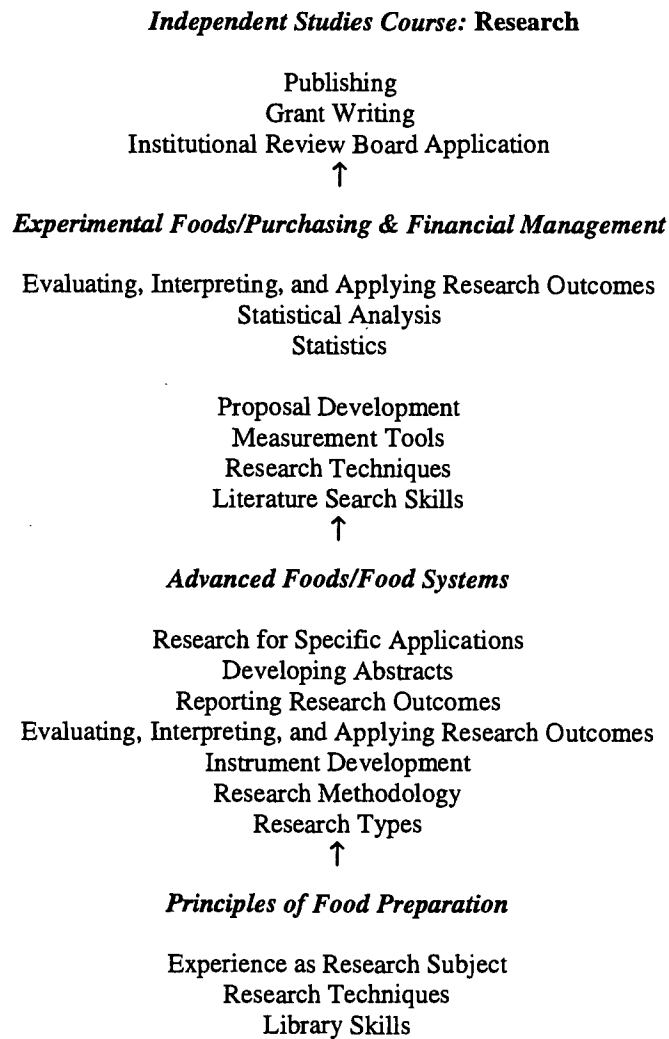 Independent Studies Course: Research
Publishing
Grant Writing
Institutional Review Board Application
↑
Experimental Foods/Purchasing & Financial Management
Evaluating, Interpreting, and Applying Research Outcomes
Statistical Analysis
Statistics
Proposal Development
Measurement Tools
Research Techniques
Literature Search Skills
↑
Advanced Foods/Food Systems
Research for Specific Applications
Developing Abstracts
Reporting Research Outcomes
Evaluating, Interpreting, and Applying Research Outcomes
Instrument Development
Research Methodology
Research Types
↑
Principles of Food Preparation
Experience as Research Subject
Research Techniques
Library Skills